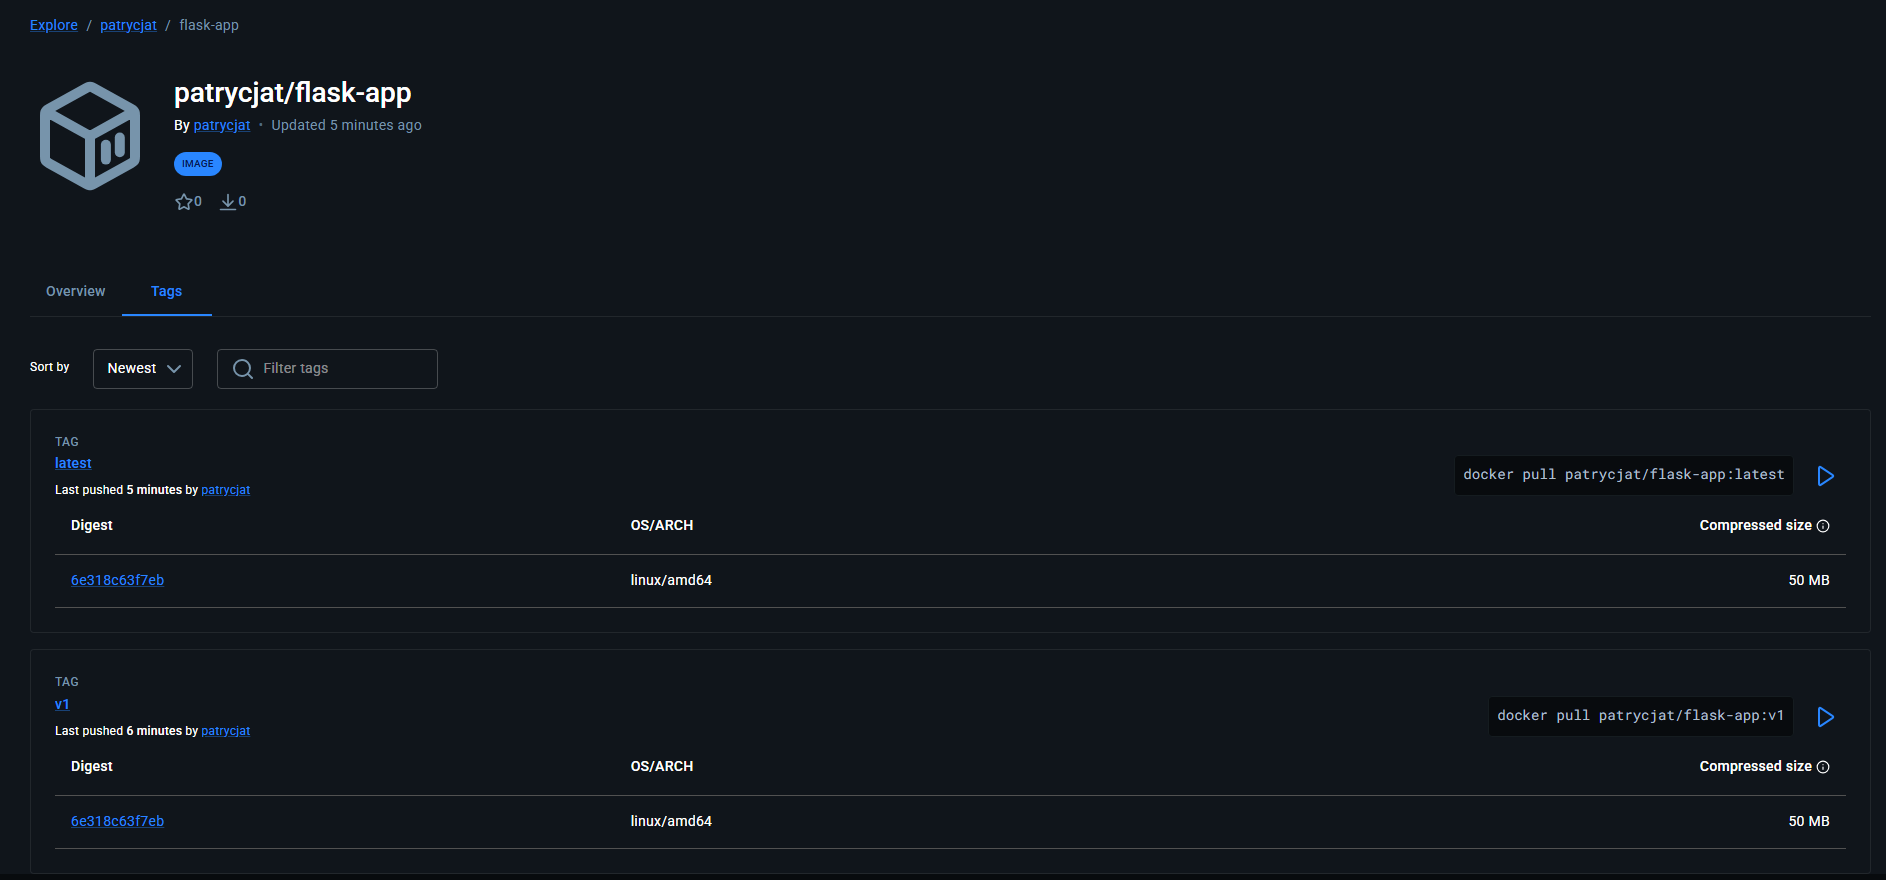 Explore / patrycjat / flask-app
patrycjat/flask-app
By patrycjat • Updated 5 minutes ago
IMAGE
0 0
Overview Tags
Sort by Newest Filter tags
TAG
latest
docker pull patrycjat/flask-app:latest
Last pushed 5 minutes by patrycjat
Digest OS/ARCH Compressed size
6e318c63f7eb linux/amd64 50 MB
TAG
v1
docker pull patrycjat/flask-app:v1
Last pushed 6 minutes by patrycjat
Digest OS/ARCH Compressed size
6e318c63f7eb linux/amd64 50 MB